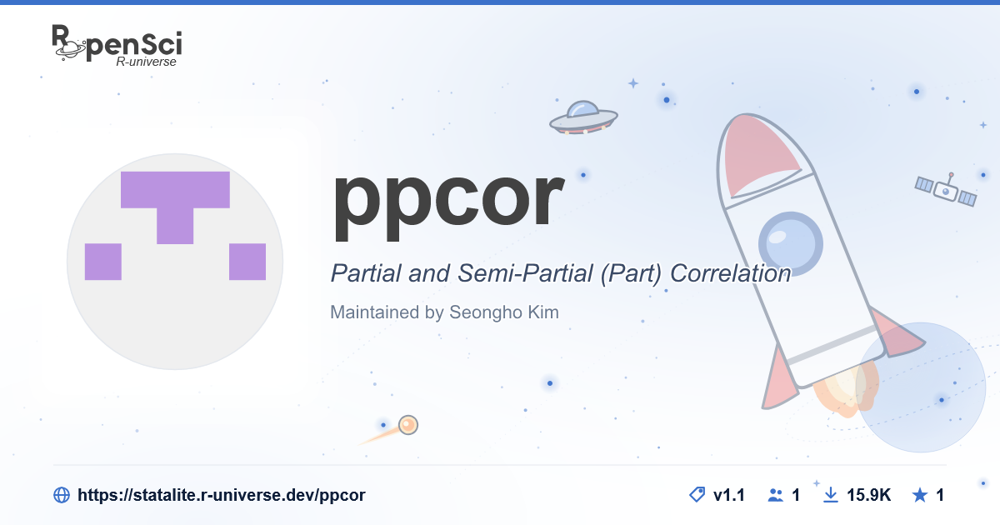 ROpenSci
R-universe
ppcor
Partial and Semi-Partial (Part) Correlation
Maintained by Seongho Kim
https://statalite.r-universe.dev/ppcor
v1.1
1
15.9K
1